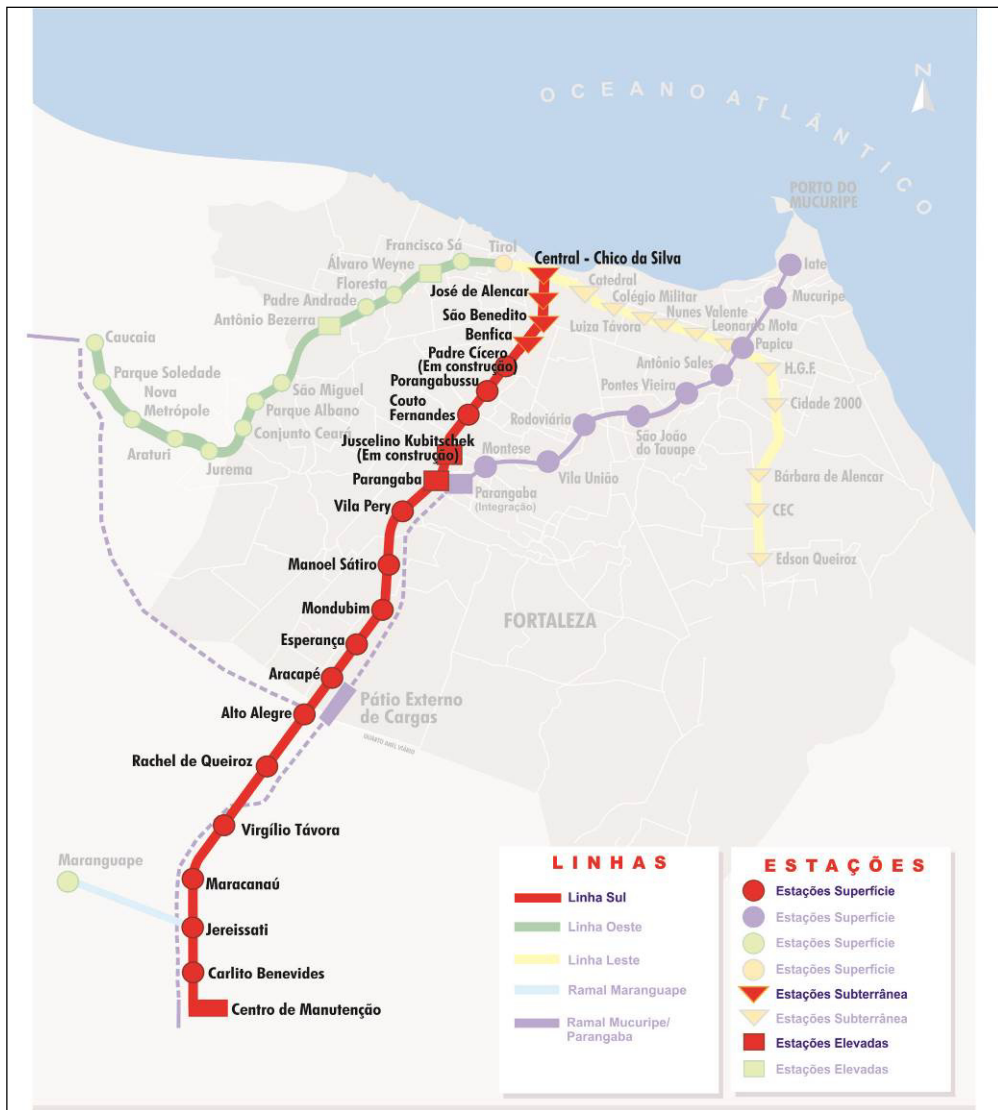 OCEANO ATLÂNTICO
N
PORTO DO
MUCURIPE
Francisco Sá
Tirol
Central - Chico da Silva
Iate
Álvaro Weyne
Floresta
Catedral
Padre Andrade
José de Alencar
Colégio Militar
Mucuripe
Antônio Bezerra
São Benedito
Luiza Távora
Nunes Valente
Leonardo Mota
Benfica
Papicu
Caucaia
Padre Cícero
(Em construção)
Antônio Sales
H.G.F.
Parque Soledade
Porangabussu
Pontes Vieira
Nova
Metrópole
São Miguel
Couto
Fernandes
Cidade 2000
Parque Albano
Rodoviária
São João
do Tauape
Araturi
Conjunto Ceará
Juscelino Kubitschek
(Em construção)
Montese
Jurema
Vila União
Parangaba
Parangaba
(Integração)
Bárbara de Alencar
Vila Pery
CEC
Manoel Sátiro
Edson Queiroz
Mondubim
FORTALEZA
Esperança
Aracapé
Pátio Externo
de Cargas
Alto Alegre
Rachel de Queiroz
Virgílio Távora
Maranguape
Maracanaú
Jereissati
Carlito Benevides
Centro de Manutenção
LINHAS
Linha Sul
Linha Oeste
Linha Leste
Ramal Maranguape
Ramal Mucuripe/
Parangaba
ESTAÇÕES
Estações Superfície
Estações Superfície
Estações Superfície
Estações Superfície
Estações Subterrânea
Estações Subterrânea
Estações Elevadas
Estações Elevadas